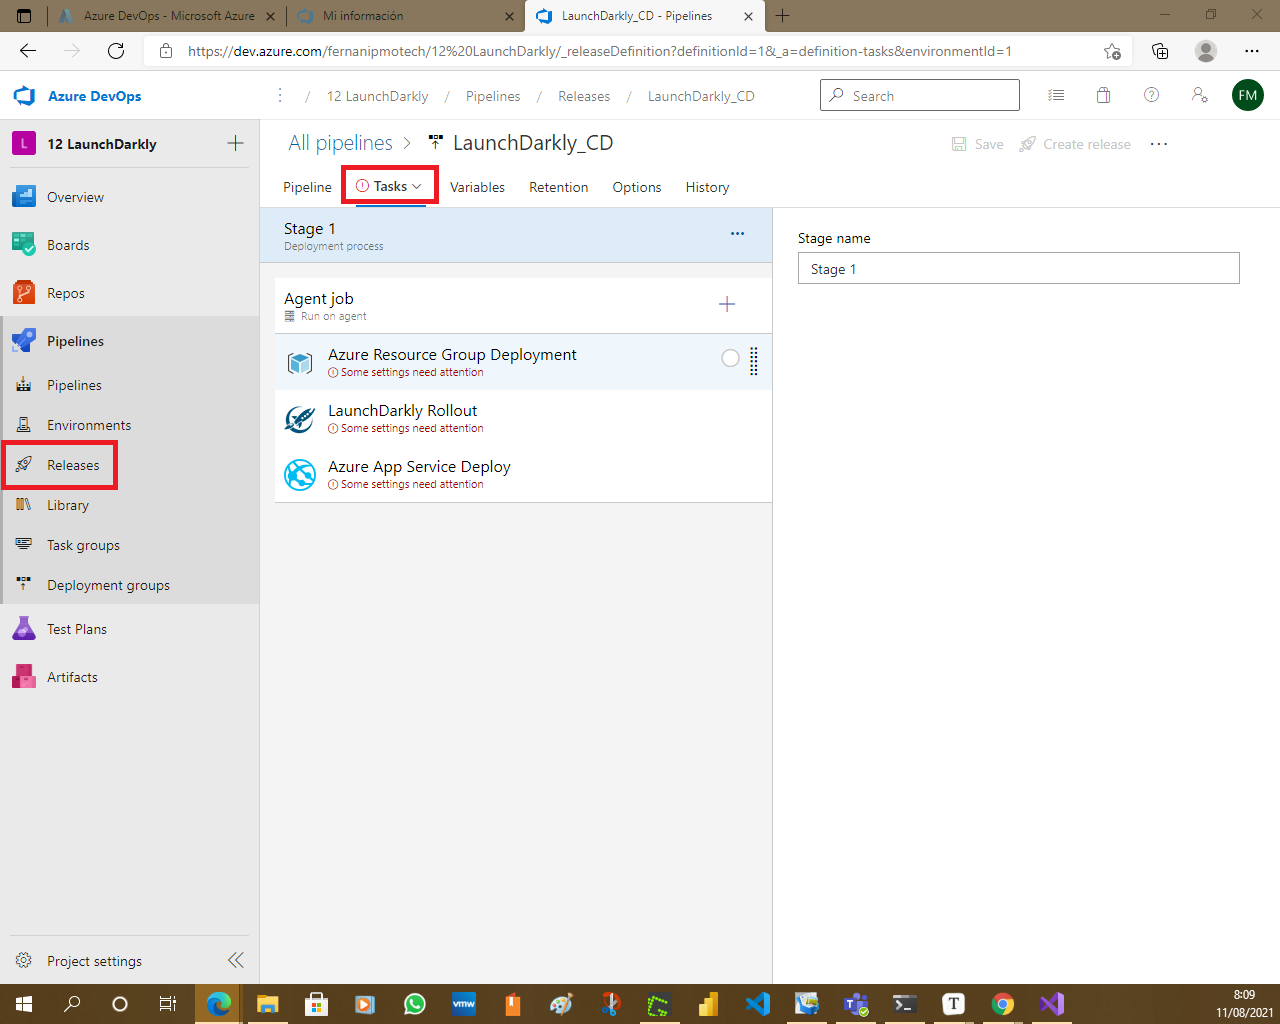 Azure DevOps - Microsoft Azure
Mi información
LaunchDarkly_CD - Pipelines
https://dev.azure.com/fernanipmotech/12%20LaunchDarkly/_releaseDefinition?definitionId=1&_a=definition-tasks&environmentId=1
Azure DevOps
/ 12 LaunchDarkly / Pipelines / Releases / LaunchDarkly_CD
Search
FM
L 12 LaunchDarkly
All pipelines > LaunchDarkly_CD
Save
Create release
Pipeline
Tasks
Variables
Retention
Options
History
Overview
Boards
Repos
Pipelines
Pipelines
Environments
Releases
Library
Task groups
Deployment groups
Test Plans
Artifacts
Project settings
Stage 1
Deployment process
Agent job
Run on agent
Azure Resource Group Deployment
Some settings need attention
LaunchDarkly Rollout
Some settings need attention
Azure App Service Deploy
Some settings need attention
Stage name
Stage 1
vmw
T
8:09
11/08/2021